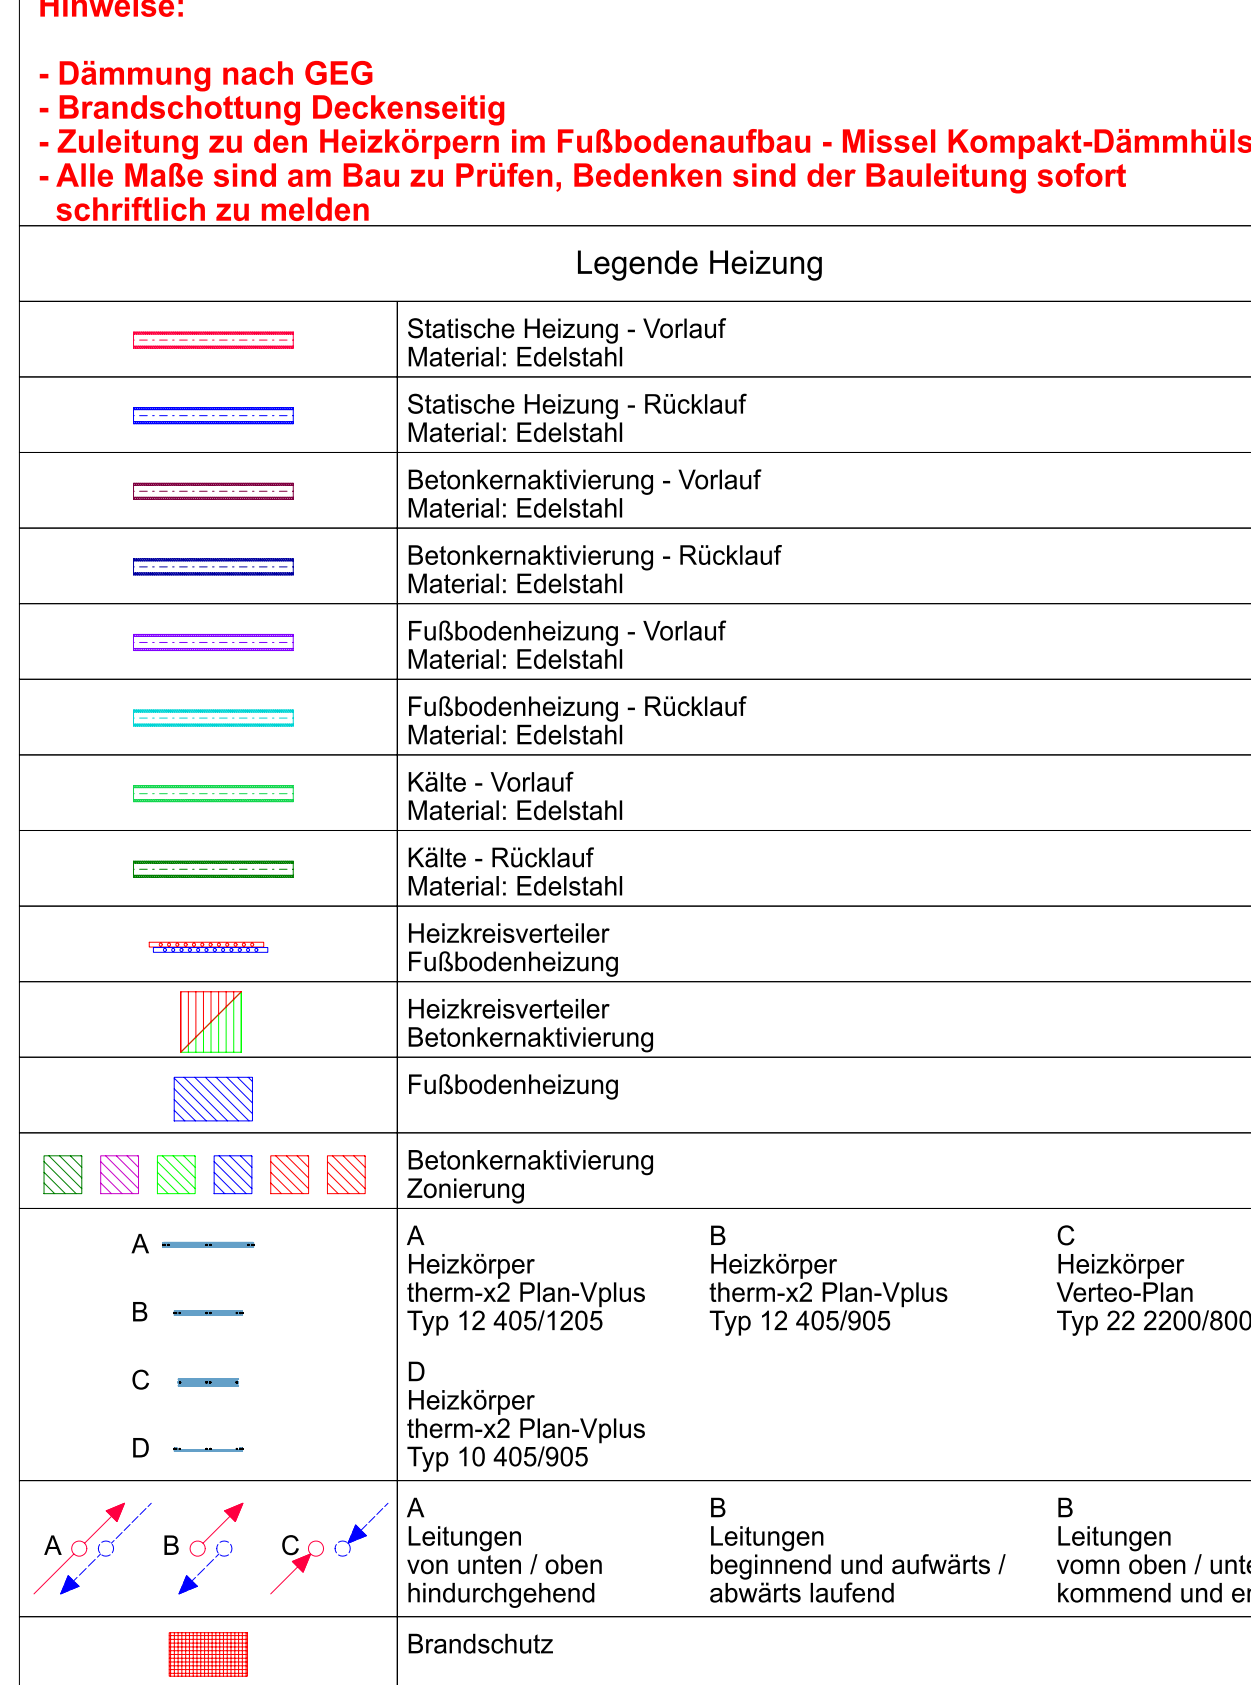 Hinweise:
- Dämmung nach GEG
- Brandschottung Deckenseitig
- Zuleitung zu den Heizkörpern im Fußbodenaufbau - Missel Kompakt-Dämmhüls
- Alle Maße sind am Bau zu Prüfen, Bedenken sind der Bauleitung sofort
schriftlich zu melden
Legende Heizung
Statische Heizung - Vorlauf
Material: Edelstahl
Statische Heizung - Rücklauf
Material: Edelstahl
Betonkernaktivierung - Vorlauf
Material: Edelstahl
Betonkernaktivierung - Rücklauf
Material: Edelstahl
Fußbodenheizung - Vorlauf
Material: Edelstahl
Fußbodenheizung - Rücklauf
Material: Edelstahl
Kälte - Vorlauf
Material: Edelstahl
Kälte - Rücklauf
Material: Edelstahl
Heizkreisverteiler
Fußbodenheizung
Heizkreisverteiler
Betonkernaktivierung
Fußbodenheizung
Betonkernaktivierung
Zonierung
A
B
C
D
A
Heizkörper
therm-x2 Plan-Vplus
Typ 12 405/1205
B
Heizkörper
therm-x2 Plan-Vplus
Typ 12 405/905
C
Heizkörper
Verteo-Plan
Typ 22 2200/800
D
Heizkörper
therm-x2 Plan-Vplus
Typ 10 405/905
A B C
A
Leitungen
von unten / oben
hindurchgehend
B
Leitungen
beginnend und aufwärts /
abwärts laufend
B
Leitungen
vomn oben / unte
kommend und
Brandschutz